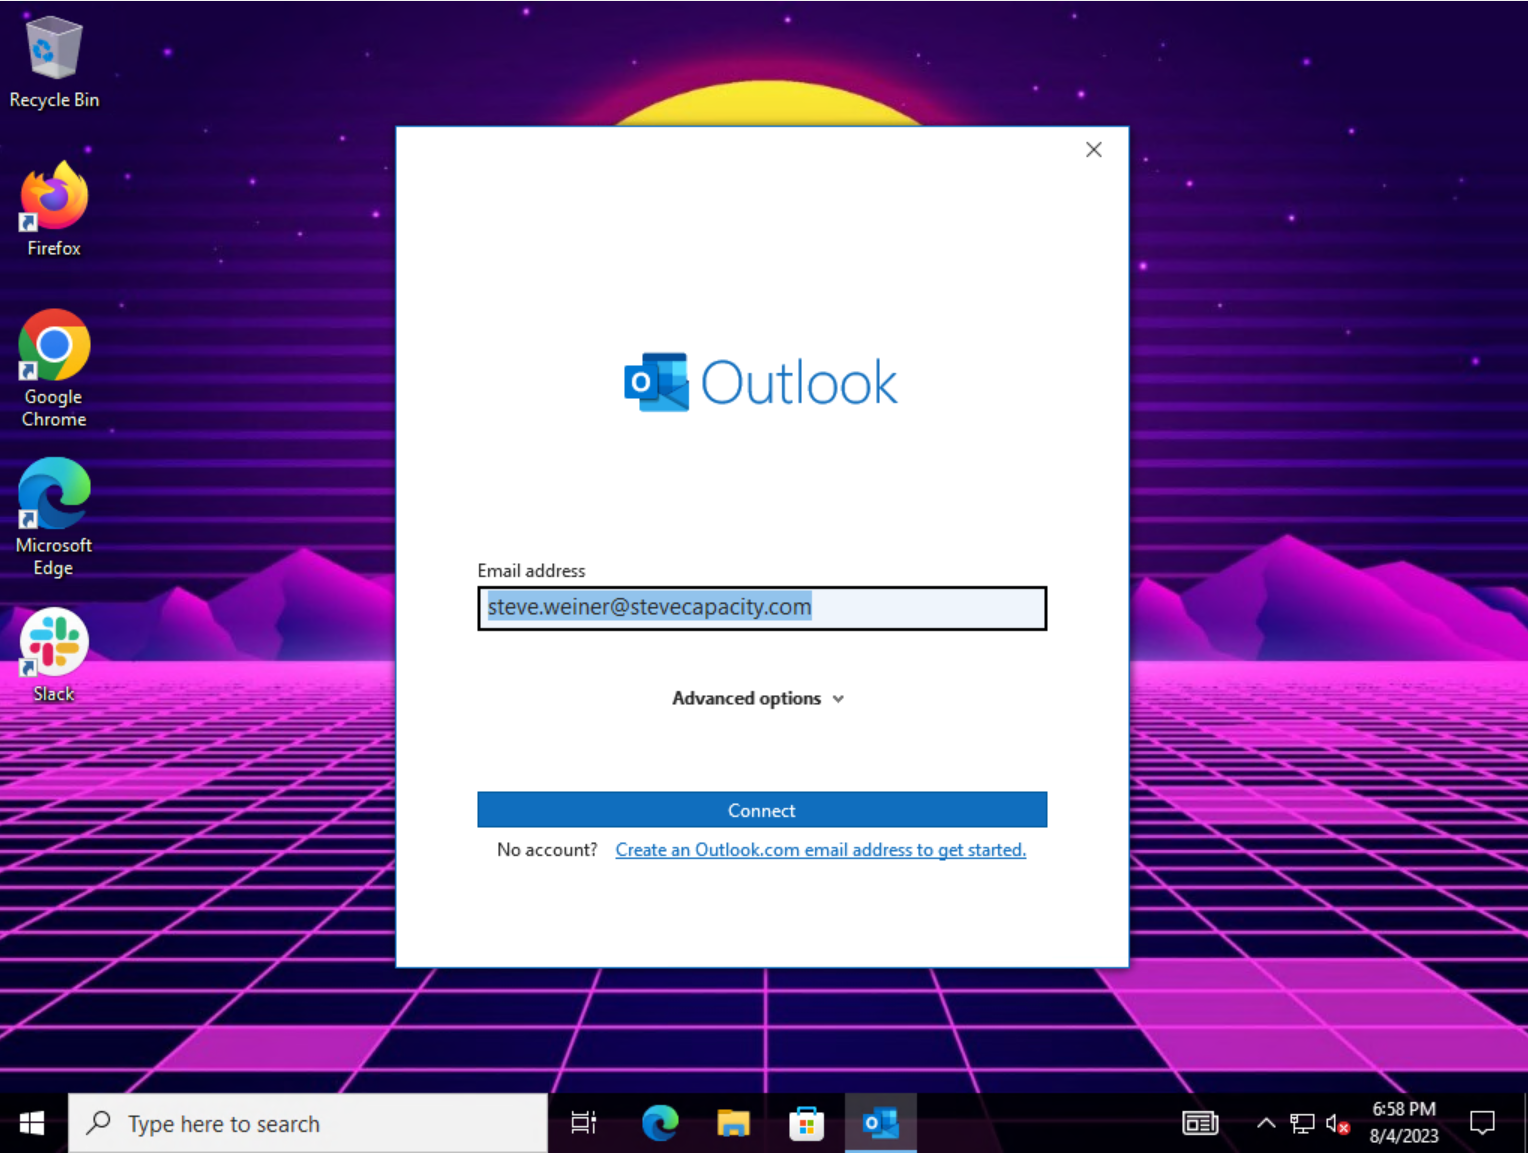 Recycle Bin
Firefox
Google
Chrome
Microsoft
Edge
Slack
Outlook
Email address
steve.weiner@stevecapacity.com
Advanced options
Connect
No account? Create an Outlook.com email address to get started.
Type here to search
6:58 PM
8/4/2023